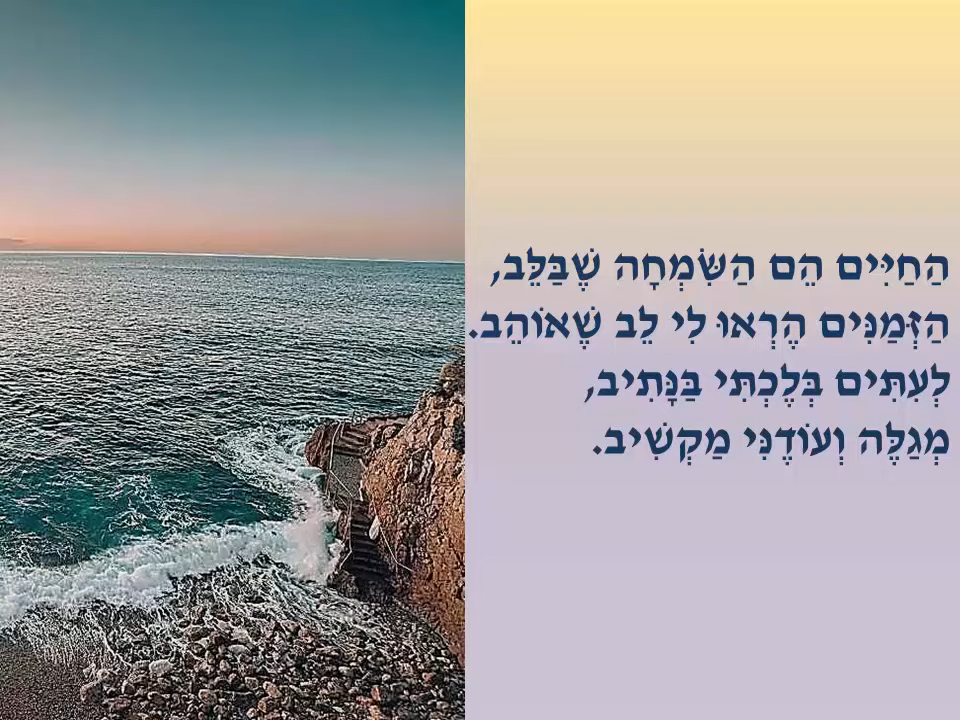 הַחַיִּים הֵם הַשִּׂמְחָה שֶׁבַּלֵּב,
הַזְּמַנִּים הֶרְאוּ לִי לֵב שֶׁאוֹהֵב.
לְעִתִּים בְּלֶכְתִּי בַּנָּתִיב,
מְגַלֶּה וְעוֹדֶנִּי מַקְשִׁיב.